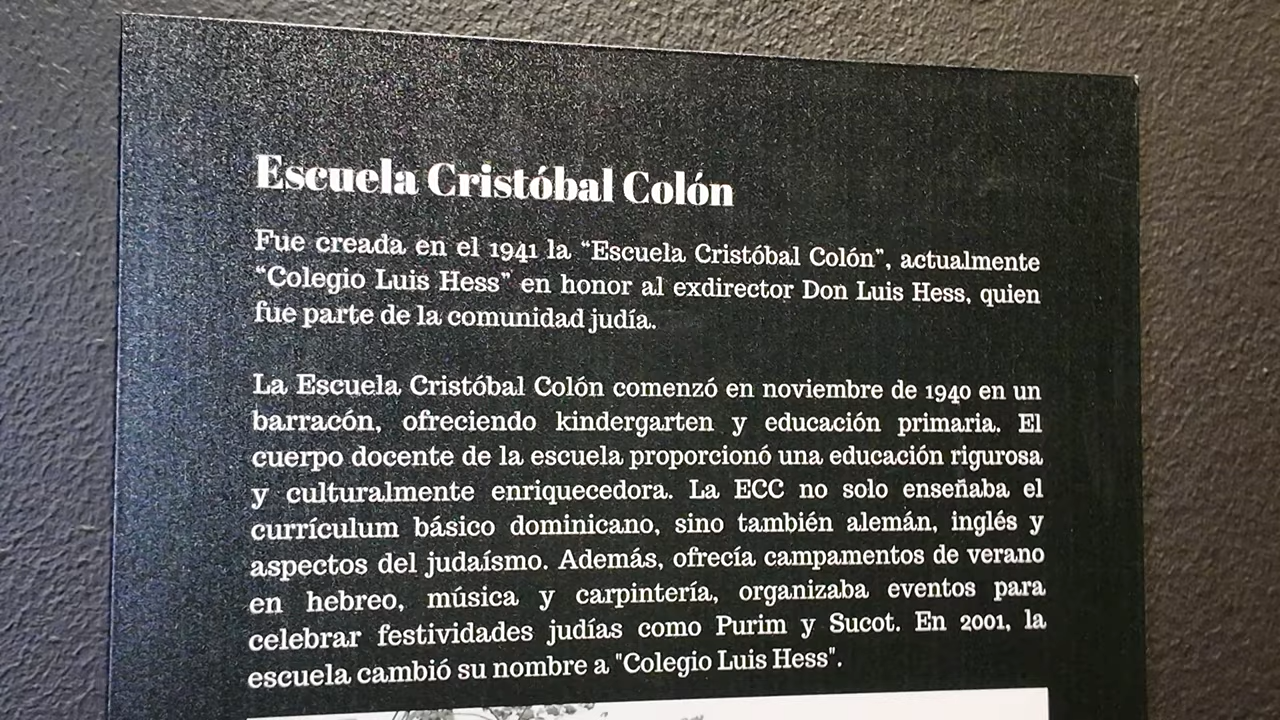 Escuela Cristóbal Colón
Fue creada en el 1941 la “Escuela Cristóbal Colón”, actualmente
“Colegio Luis Hess” en honor al exdirector Don Luis Hess, quien
fue parte de la comunidad judía.
La Escuela Cristóbal Colón comenzó en noviembre de 1940 en un
barracón, ofreciendo kindergarten y educación primaria. El
cuerpo docente de la escuela proporcionó una educación rigurosa
y culturalmente enriquecedora. La ECC no solo enseñaba el
currículum básico dominicano, sino también alemán, inglés y
aspectos del judaísmo. Además, ofrecía campamentos de verano
en hebreo, música y carpintería, organizaba eventos para
celebrar festividades judías como Purim y Sucot. En 2001, la
escuela cambió su nombre a "Colegio Luis Hess".